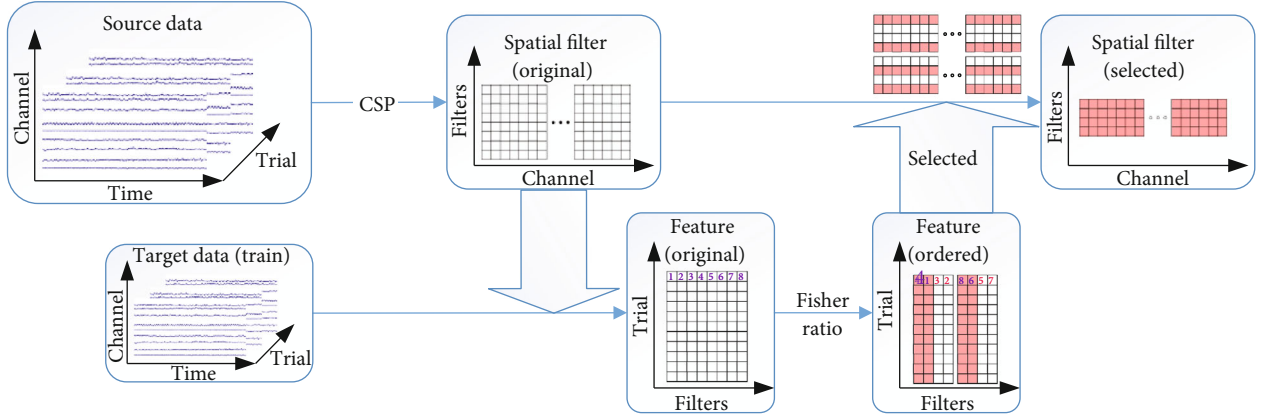 Source data
Channel
Time
Trial
CSP
Spatial filter
(original)
Filters
Channel
Selected
Spatial filter
(selected)
Filters
Channel
Target data (train)
Channel
Time
Trial
Feature
(original)
Trial
1 2 3 4 5 6 7 8
Filters
Fisher
ratio
Feature
(ordered)
Trial
4 1 3 2 8 6 5 7
Filters